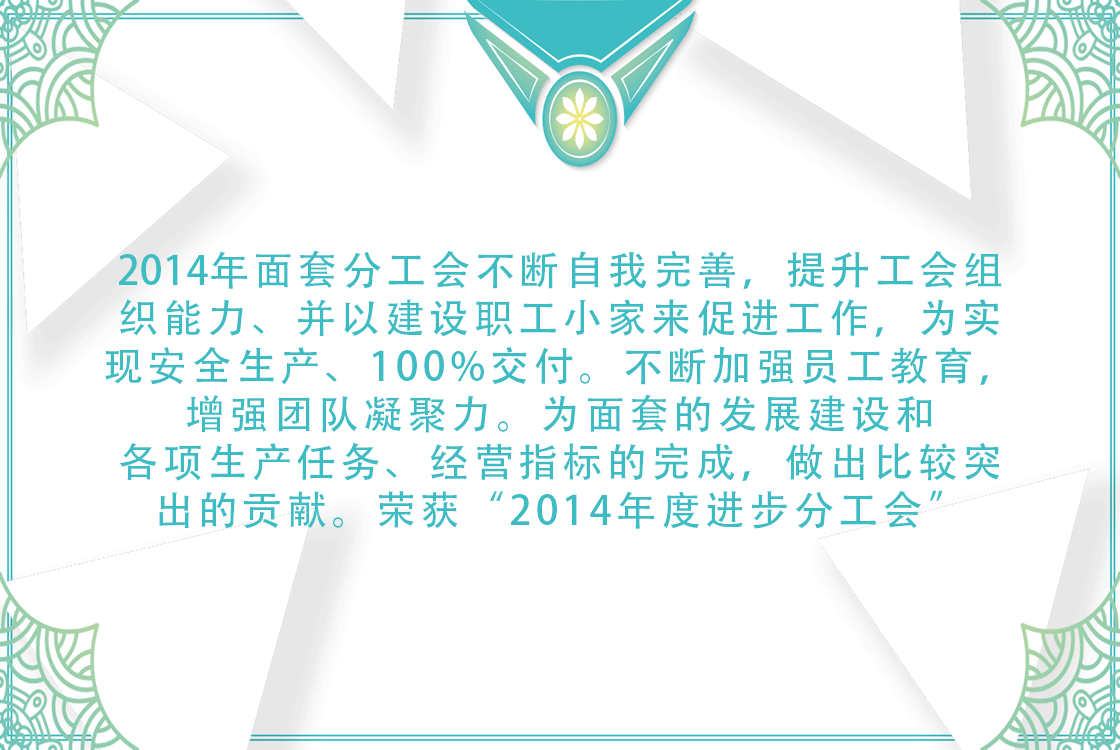 2014年面套分工会不断自我完善，提升工会组
织能力、并以建设职工小家来促进工作，为实
现安全生产、100%交付。不断加强员工教育，
增强团队凝聚力。为面套的发展建设和
各项生产任务、经营指标的完成，做出比较突
出的贡献。荣获“2014年度进步分工会”